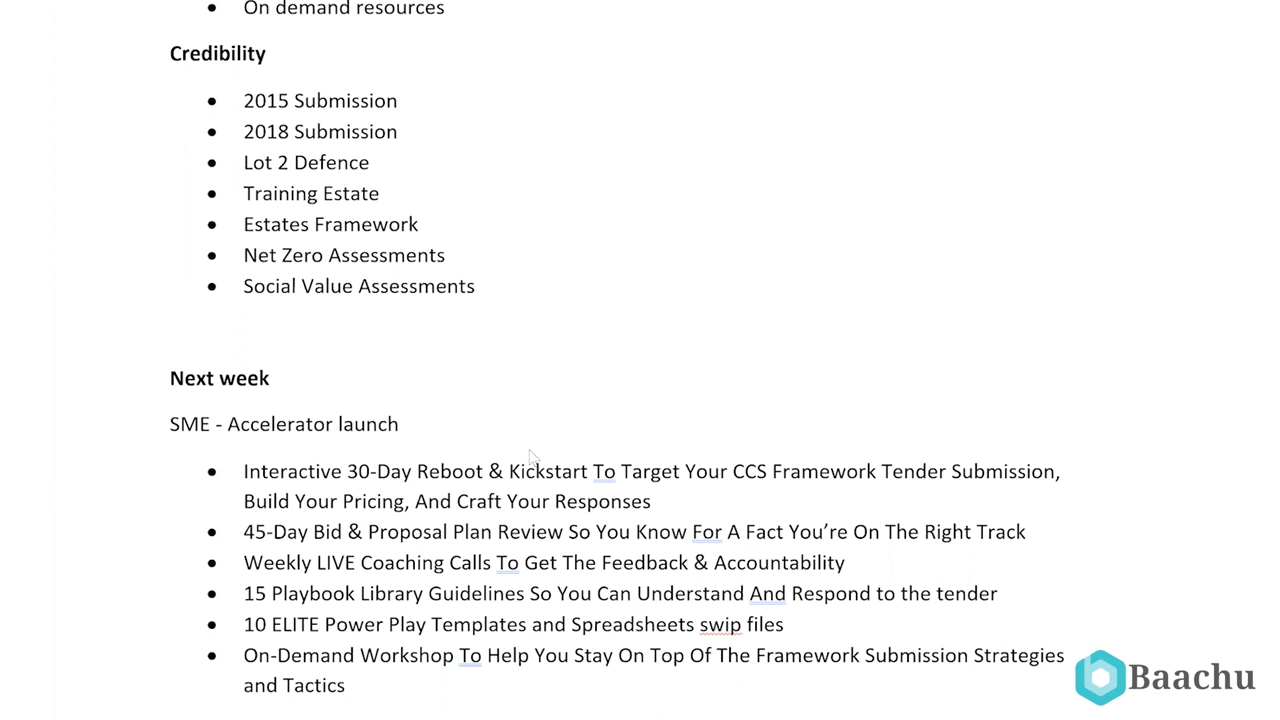 On demand resources
Credibility
2015 Submission
2018 Submission
Lot 2 Defence
Training Estate
Estates Framework
Net Zero Assessments
Social Value Assessments
Next week
SME - Accelerator launch
Interactive 30-Day Reboot & Kickstart To Target Your CCS Framework Tender Submission,
Build Your Pricing, And Craft Your Responses
45-Day Bid & Proposal Plan Review So You Know For A Fact You’re On The Right Track
Weekly LIVE Coaching Calls To Get The Feedback & Accountability
15 Playbook Library Guidelines So You Can Understand And Respond to the tender
10 ELITE Power Play Templates and Spreadsheets swip files
On-Demand Workshop To Help You Stay On Top Of The Framework Submission Strategies
and Tactics
Baachu